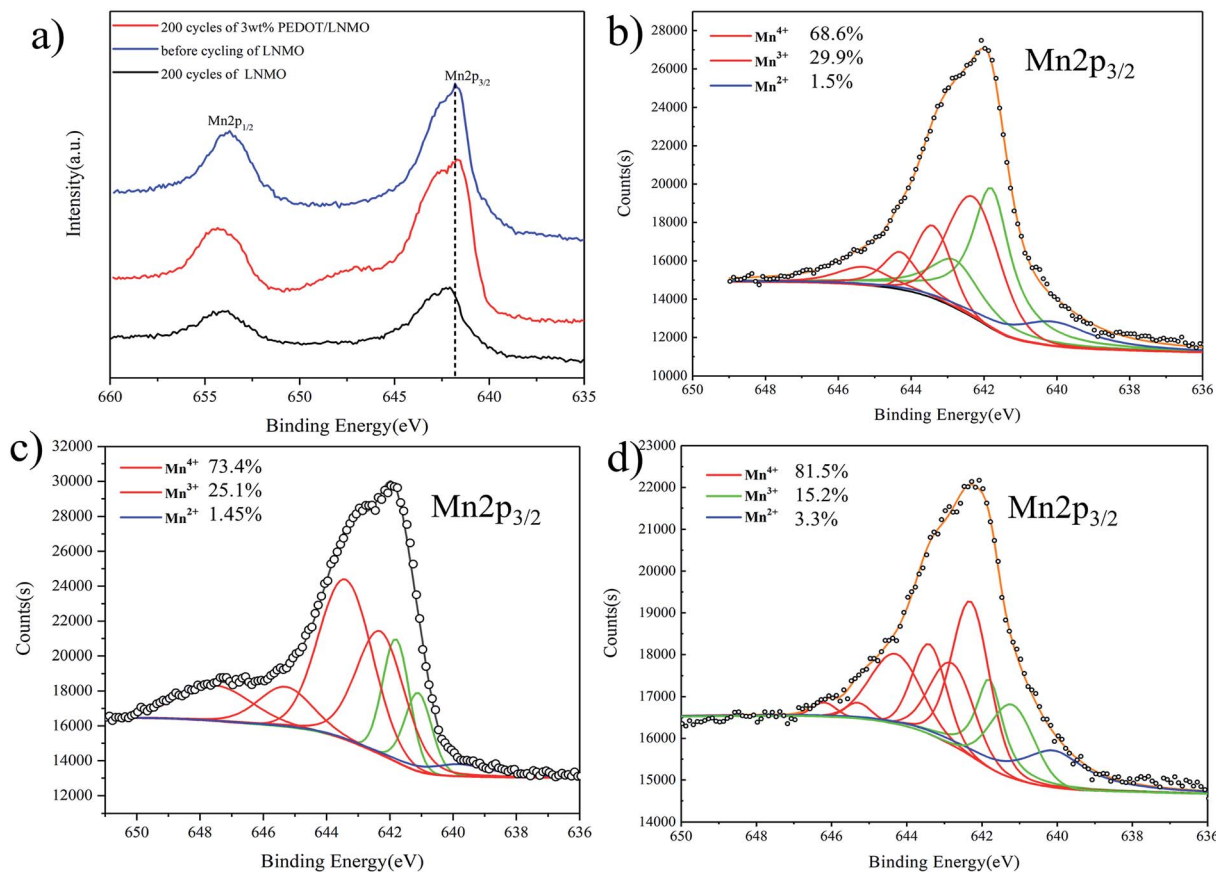 a)
200 cycles of 3wt% PEDOT/LNMO
before cycling of LNMO
200 cycles of LNMO
Mn2p3/2
Mn2p1/2
Intensity(a.u.)
660 655 650 645 640 635
Binding Energy(eV)
b)
Mn4+ 68.6%
Mn3+ 29.9%
Mn2+ 1.5%
Mn2p3/2
Counts(s)
28000
26000
24000
22000
20000
18000
16000
14000
12000
10000
650 648 646 644 642 640 638 636
Binding Energy(eV)
c)
Mn4+ 73.4%
Mn3+ 25.1%
Mn2+ 1.45%
Mn2p3/2
Counts(s)
32000
30000
28000
26000
24000
22000
20000
18000
16000
14000
12000
650 648 646 644 642 640 638 636
Binding Energy(eV)
d)
Mn4+ 81.5%
Mn3+ 15.2%
Mn2+ 3.3%
Mn2p3/2
Counts(s)
23000
22000
21000
20000
19000
18000
17000
16000
15000
14000
650 648 646 644 642 640 638 636
Binding Energy(eV)